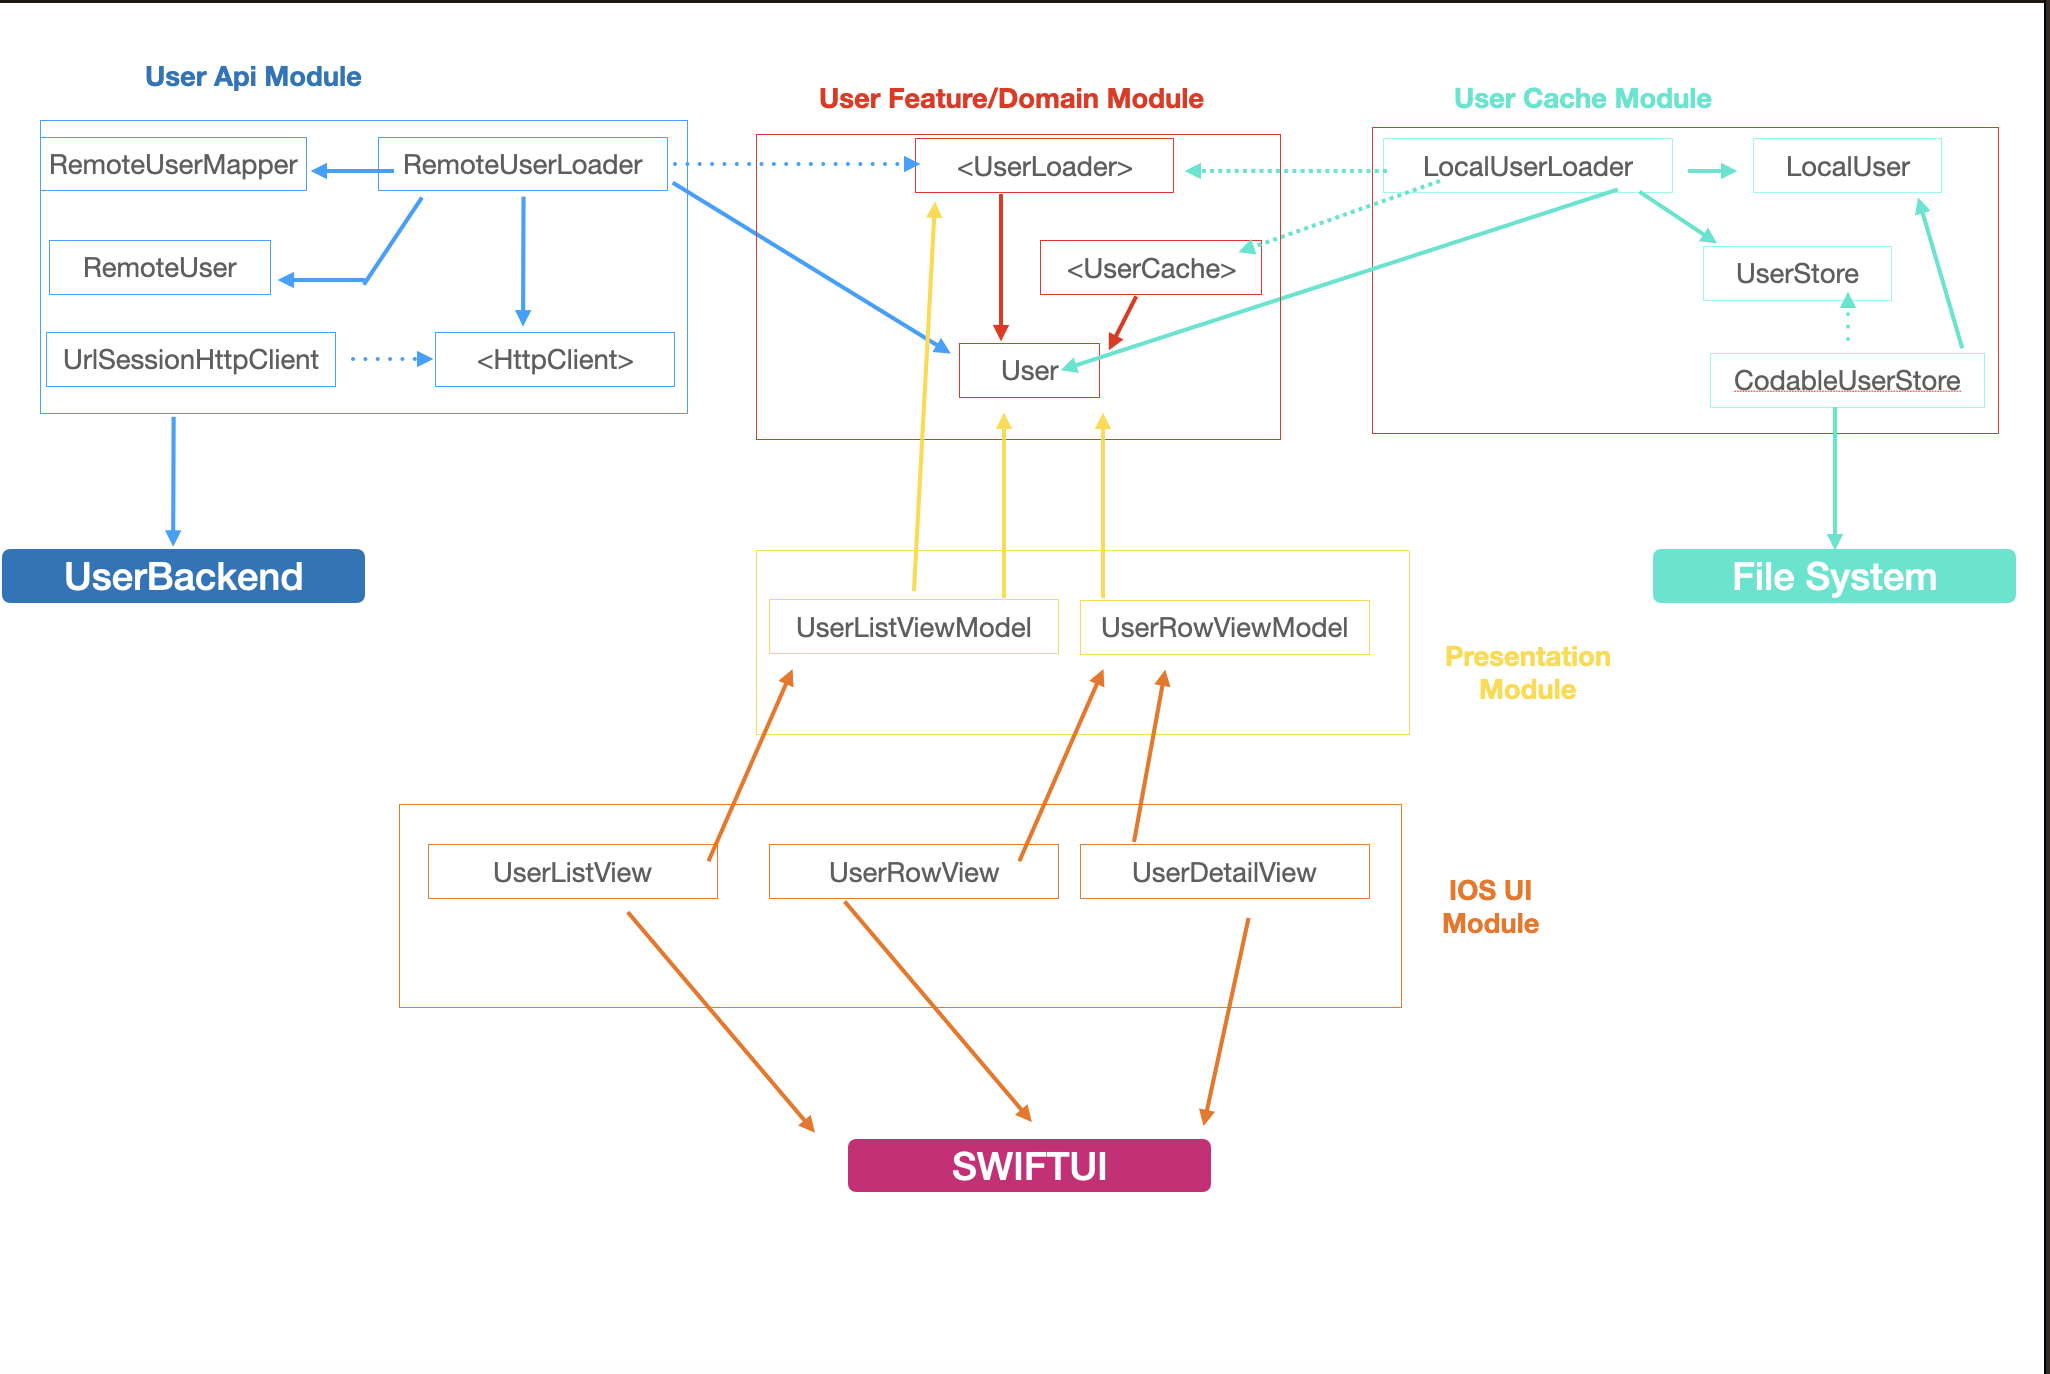 User Api Module
User Feature/Domain Module
User Cache Module
RemoteUserMapper
RemoteUserLoader
<UserLoader>
LocalUserLoader
LocalUser
RemoteUser
<UserCache>
UserStore
UrlSessionHttpClient
<HttpClient>
User
CodableUserStore
UserBackend
File System
UserListViewModel
UserRowViewModel
Presentation
Module
UserListView
UserRowView
UserDetailView
IOS UI
Module
SWIFTUI